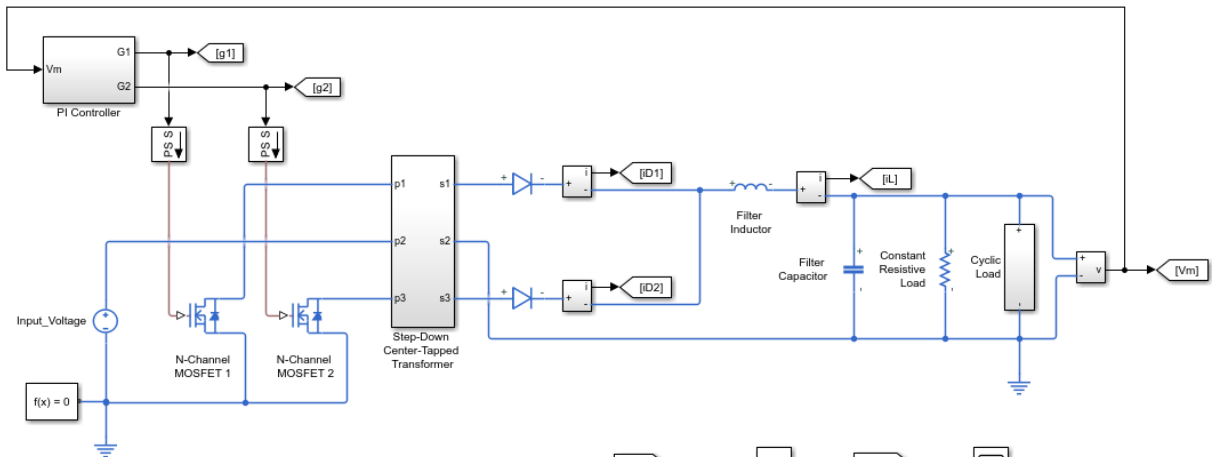 G1
[g1]
Vm
G2
[g2]
PI Controller
PS S
PS S
i
[iD1]
i
[iL]
p1
s1
+
-
+
-
+
-
+
-
Filter
Inductor
+
p2
s2
+
+
Filter
Capacitor
-
Constant
Resistive
Load
-
Cyclic
Load
-
+
-
v
[Vm]
i
[iD2]
p3
s3
+
-
+
-
Input_Voltage
+
-
Step-Down
Center-Tapped
Transformer
N-Channel
MOSFET 1
N-Channel
MOSFET 2
f(x) = 0